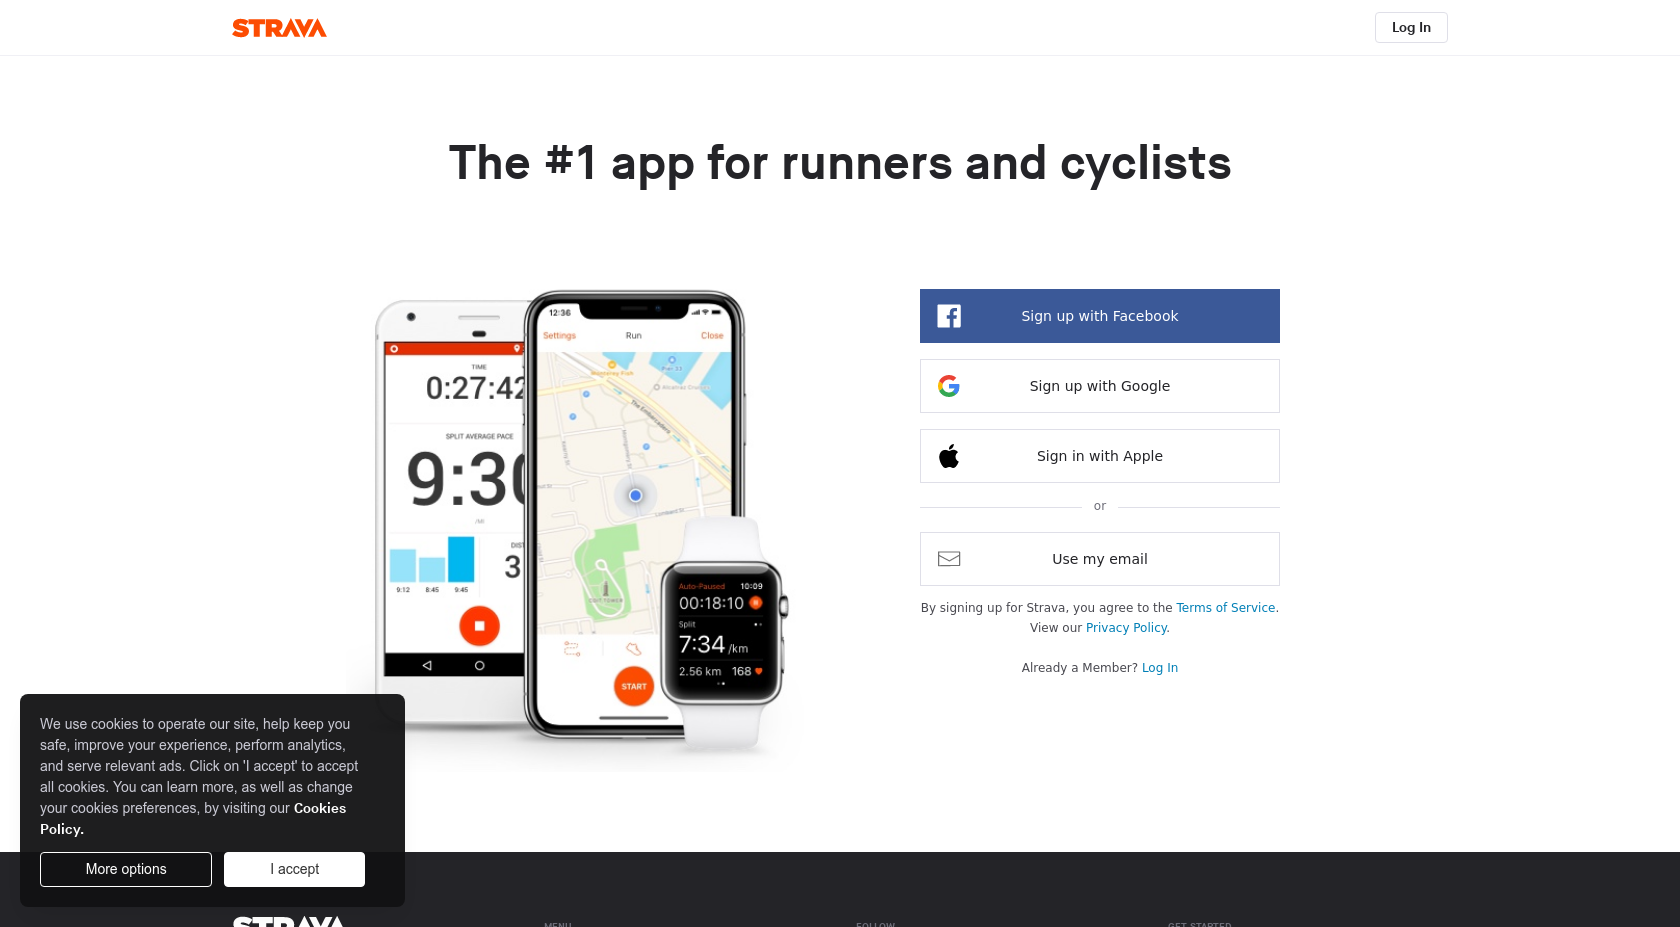 STRAVA
Log In
The #1 app for runners and cyclists
TIME
0:27:42
SPLIT AVERAGE PACE
9:30
/MI
9:12
8:45
9:45
12:36
Settings
Run
Close
The Embarcadero
START
Auto-Paused
10:09
00:18:10
Split
7:34 /km
2.56 km
168
Sign up with Facebook
Sign up with Google
Sign in with Apple
or
Use my email
By signing up for Strava, you agree to the Terms of Service.
View our Privacy Policy.
Already a Member? Log In
We use cookies to operate our site, help keep you
safe, improve your experience, perform analytics,
and serve relevant ads. Click on 'I accept' to accept
all cookies. You can learn more, as well as change
your cookies preferences, by visiting our Cookies
Policy.
More options
I accept
STRAVA
MENU
FOLLOW
GET STARTED